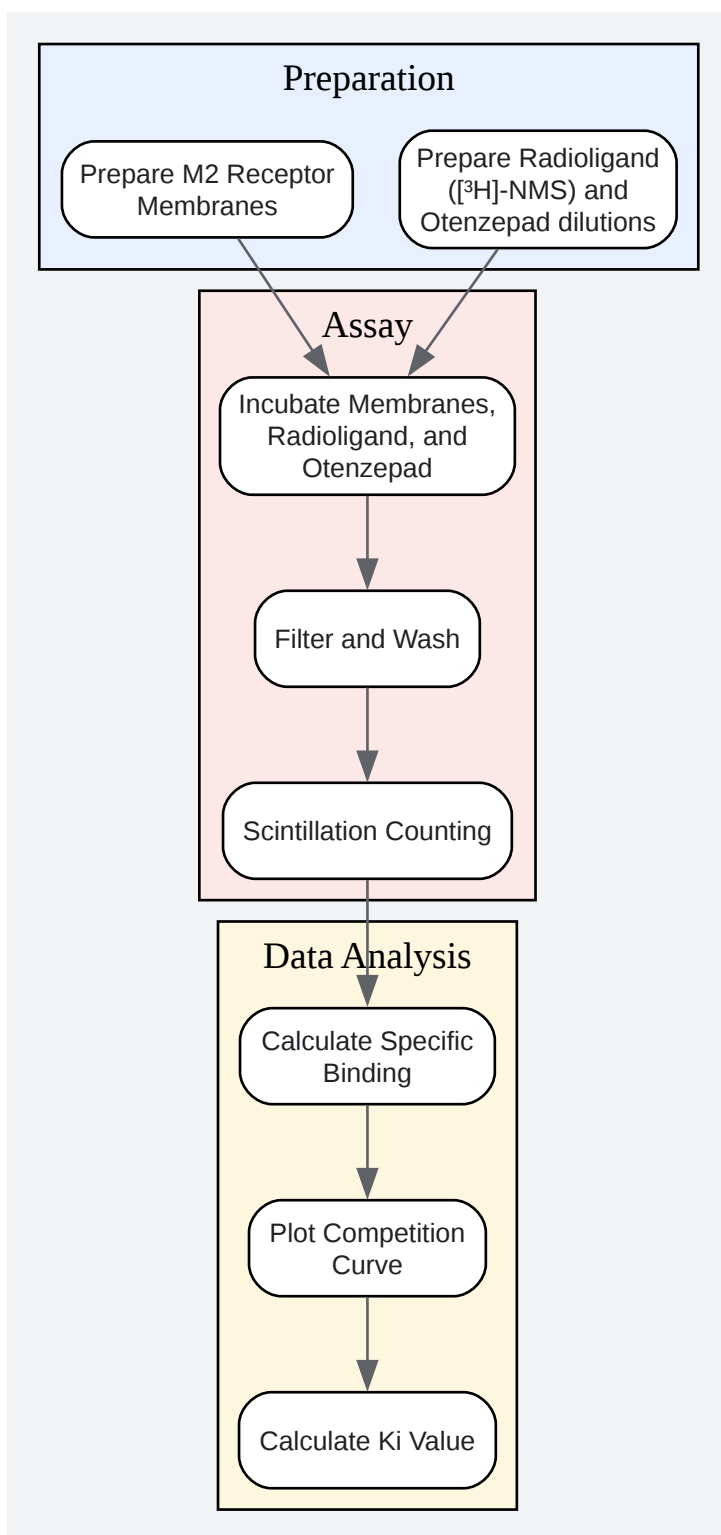 Preparation
Prepare M2 Receptor
Membranes
Prepare Radioligand
([³H]-NMS) and
Otenzepad dilutions
Assay
Incubate Membranes,
Radioligand, and
Otenzepad
Filter and Wash
Scintillation Counting
Data Analysis
Calculate Specific
Binding
Plot Competition
Curve
Calculate Ki Value